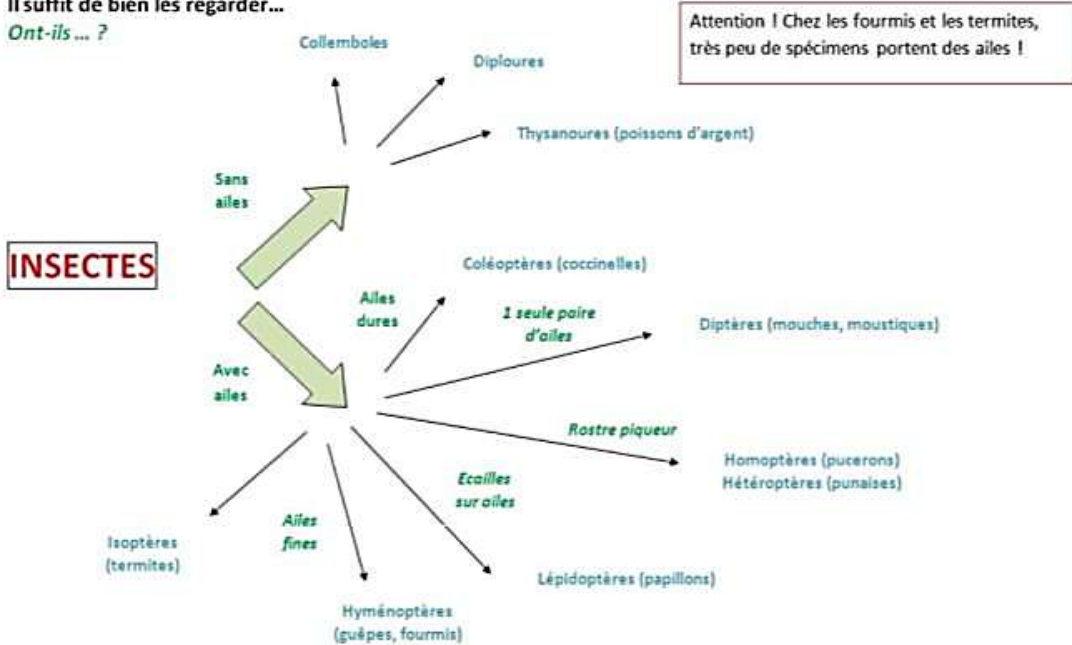 Il suffit de bien les regarder...
Ont-ils ... ?
Attention ! Chez les fourmis et les termites,
très peu de spécimens portent des ailes !
Collemboles
Diploures
Thysanoures (poissons d'argent)
Sans
ailes
INSECTES
Coléoptères (coccinelles)
Ailes
dures
1 seule paire
d'ailes
Diptères (mouches, moustiques)
Avec
ailes
Rostre piqueur
Homoptères (pucerons)
Hétéroptères (punaises)
Ecailles
sur ailes
Ailes
fines
Isoptères
(termites)
Lépidoptères (papillons)
Hyménoptères
(guêpes, fourmis)